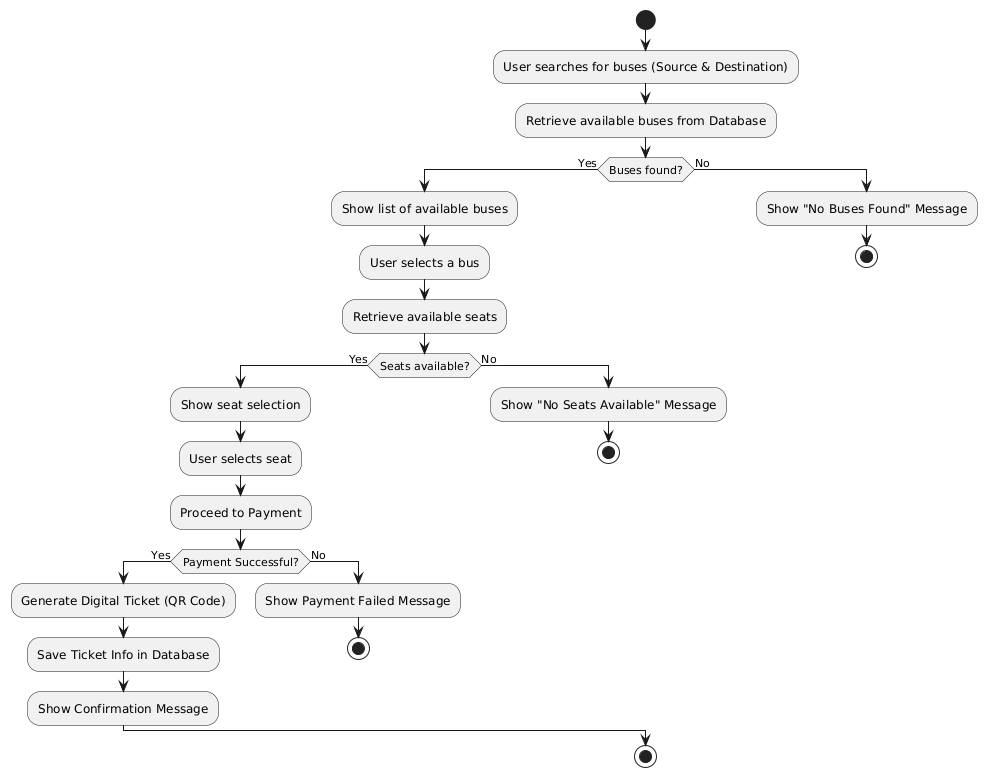 User searches for buses (Source & Destination)
Retrieve available buses from Database
Yes
Buses found?
No
Show list of available buses
Show "No Buses Found" Message
User selects a bus
Retrieve available seats
Yes
Seats available?
No
Show seat selection
Show "No Seats Available" Message
User selects seat
Proceed to Payment
Yes
Payment Successful?
No
Generate Digital Ticket (QR Code)
Show Payment Failed Message
Save Ticket Info in Database
Show Confirmation Message